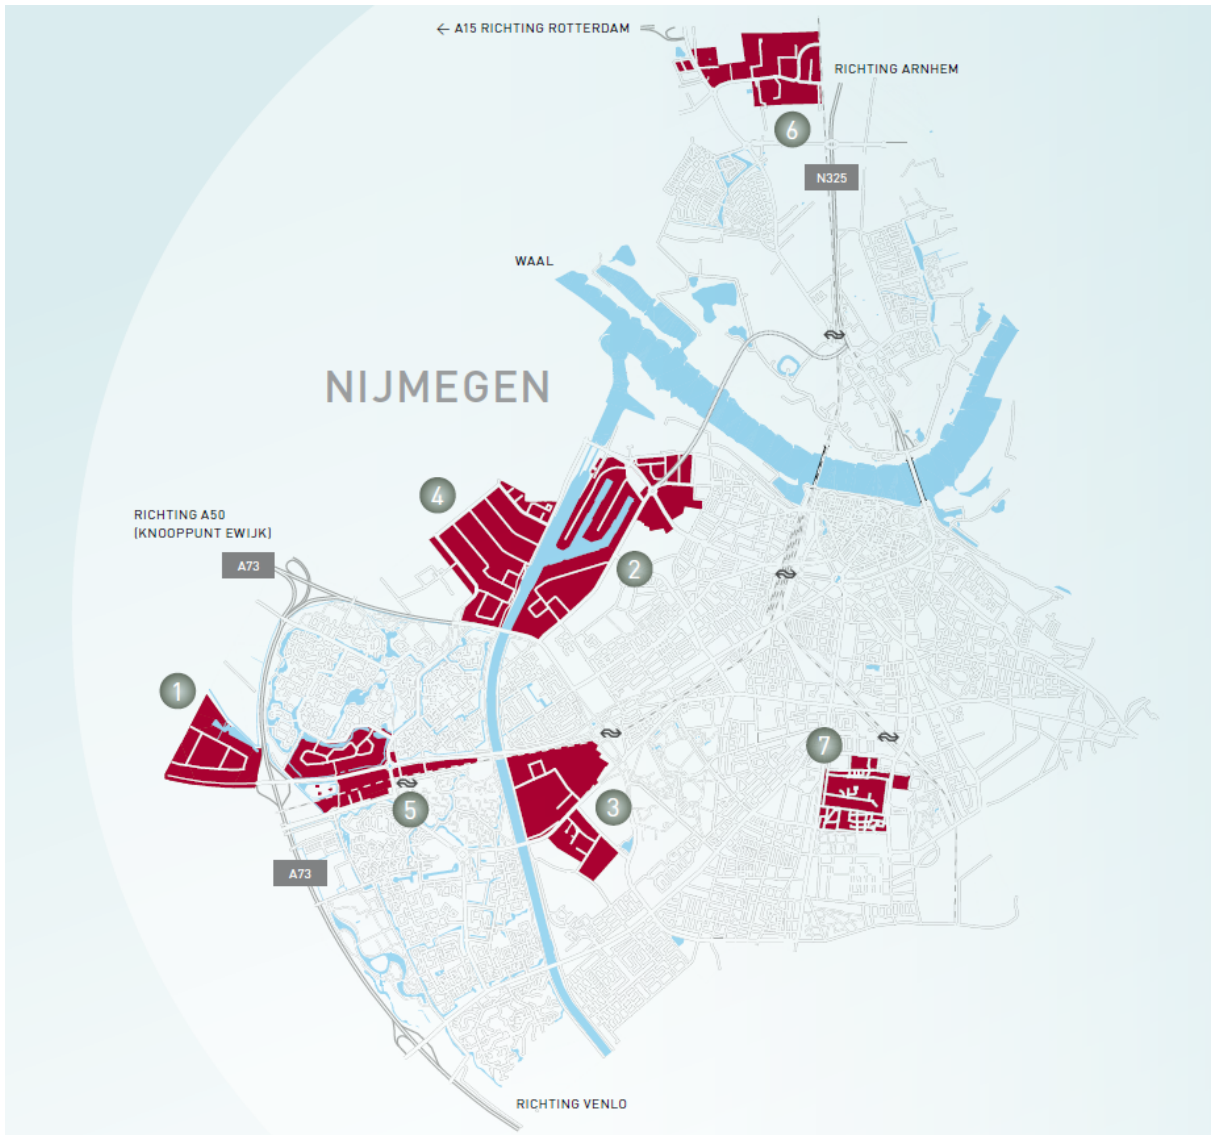 ← A15 RICHTING ROTTERDAM
RICHTING ARNHEM
6
N325
WAAL
NIJMEGEN
4
RICHTING A50
(KNOOPPUNT EWIJK)
A73
2
1
7
5
3
A73
RICHTING VENLO